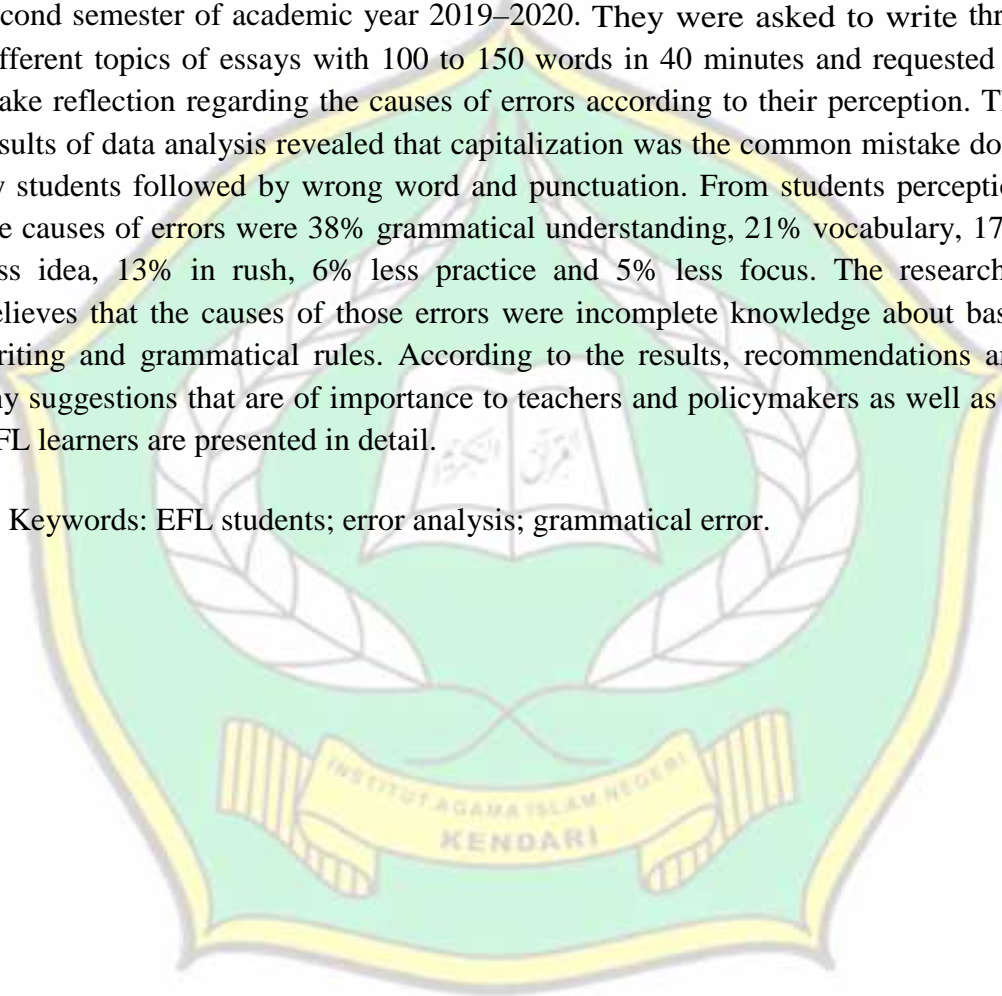 cond semester of academic year 2019–2020. They were asked to write thr
fferent topics of essays with 100 to 150 words in 40 minutes and requested
ake reflection regarding the causes of errors according to their perception. Th
sults of data analysis revealed that capitalization was the common mistake do
y students followed by wrong word and punctuation. From students perceptio
e causes of errors were 38% grammatical understanding, 21% vocabulary, 17
ss idea, 13% in rush, 6% less practice and 5% less focus. The research
elieves that the causes of those errors were incomplete knowledge about bas
riting and grammatical rules. According to the results, recommendations an
ny suggestions that are of importance to teachers and policymakers as well as
FL learners are presented in detail.
Keywords: EFL students; error analysis; grammatical error.
INSTITUT AGAMA ISLAM NEGERI
KENDARI